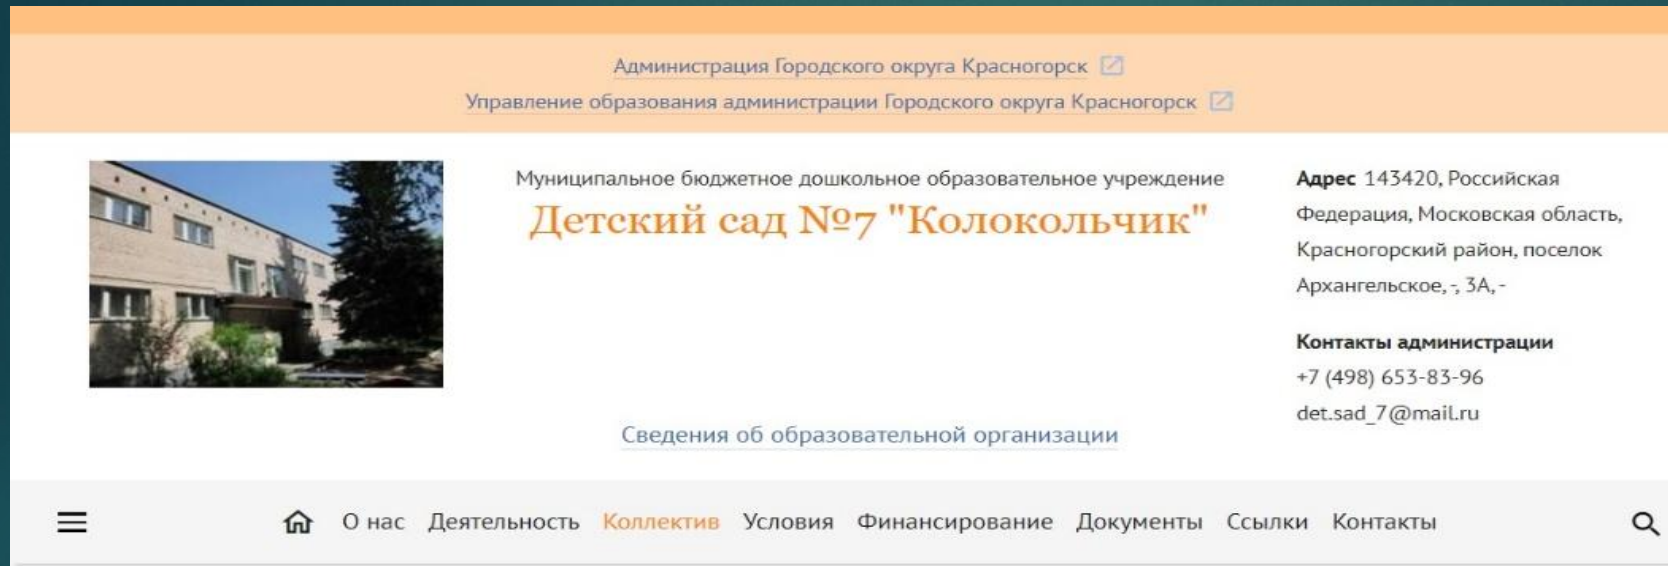 Администрация Городского округа Красногорск
Управление образования администрации Городского округа Красногорск
Муниципальное бюджетное дошкольное образовательное учреждение
Детский сад №7 "Колокольчик"
Адрес 143420, Российская
Федерация, Московская область,
Красногорский район, поселок
Архангельское, -, 3А, -
Контакты администрации
+7 (498) 653-83-96
det.sad_7@mail.ru
Сведения об образовательной организации
О нас Деятельность Коллектив Условия Финансирование Документы Ссылки Контакты